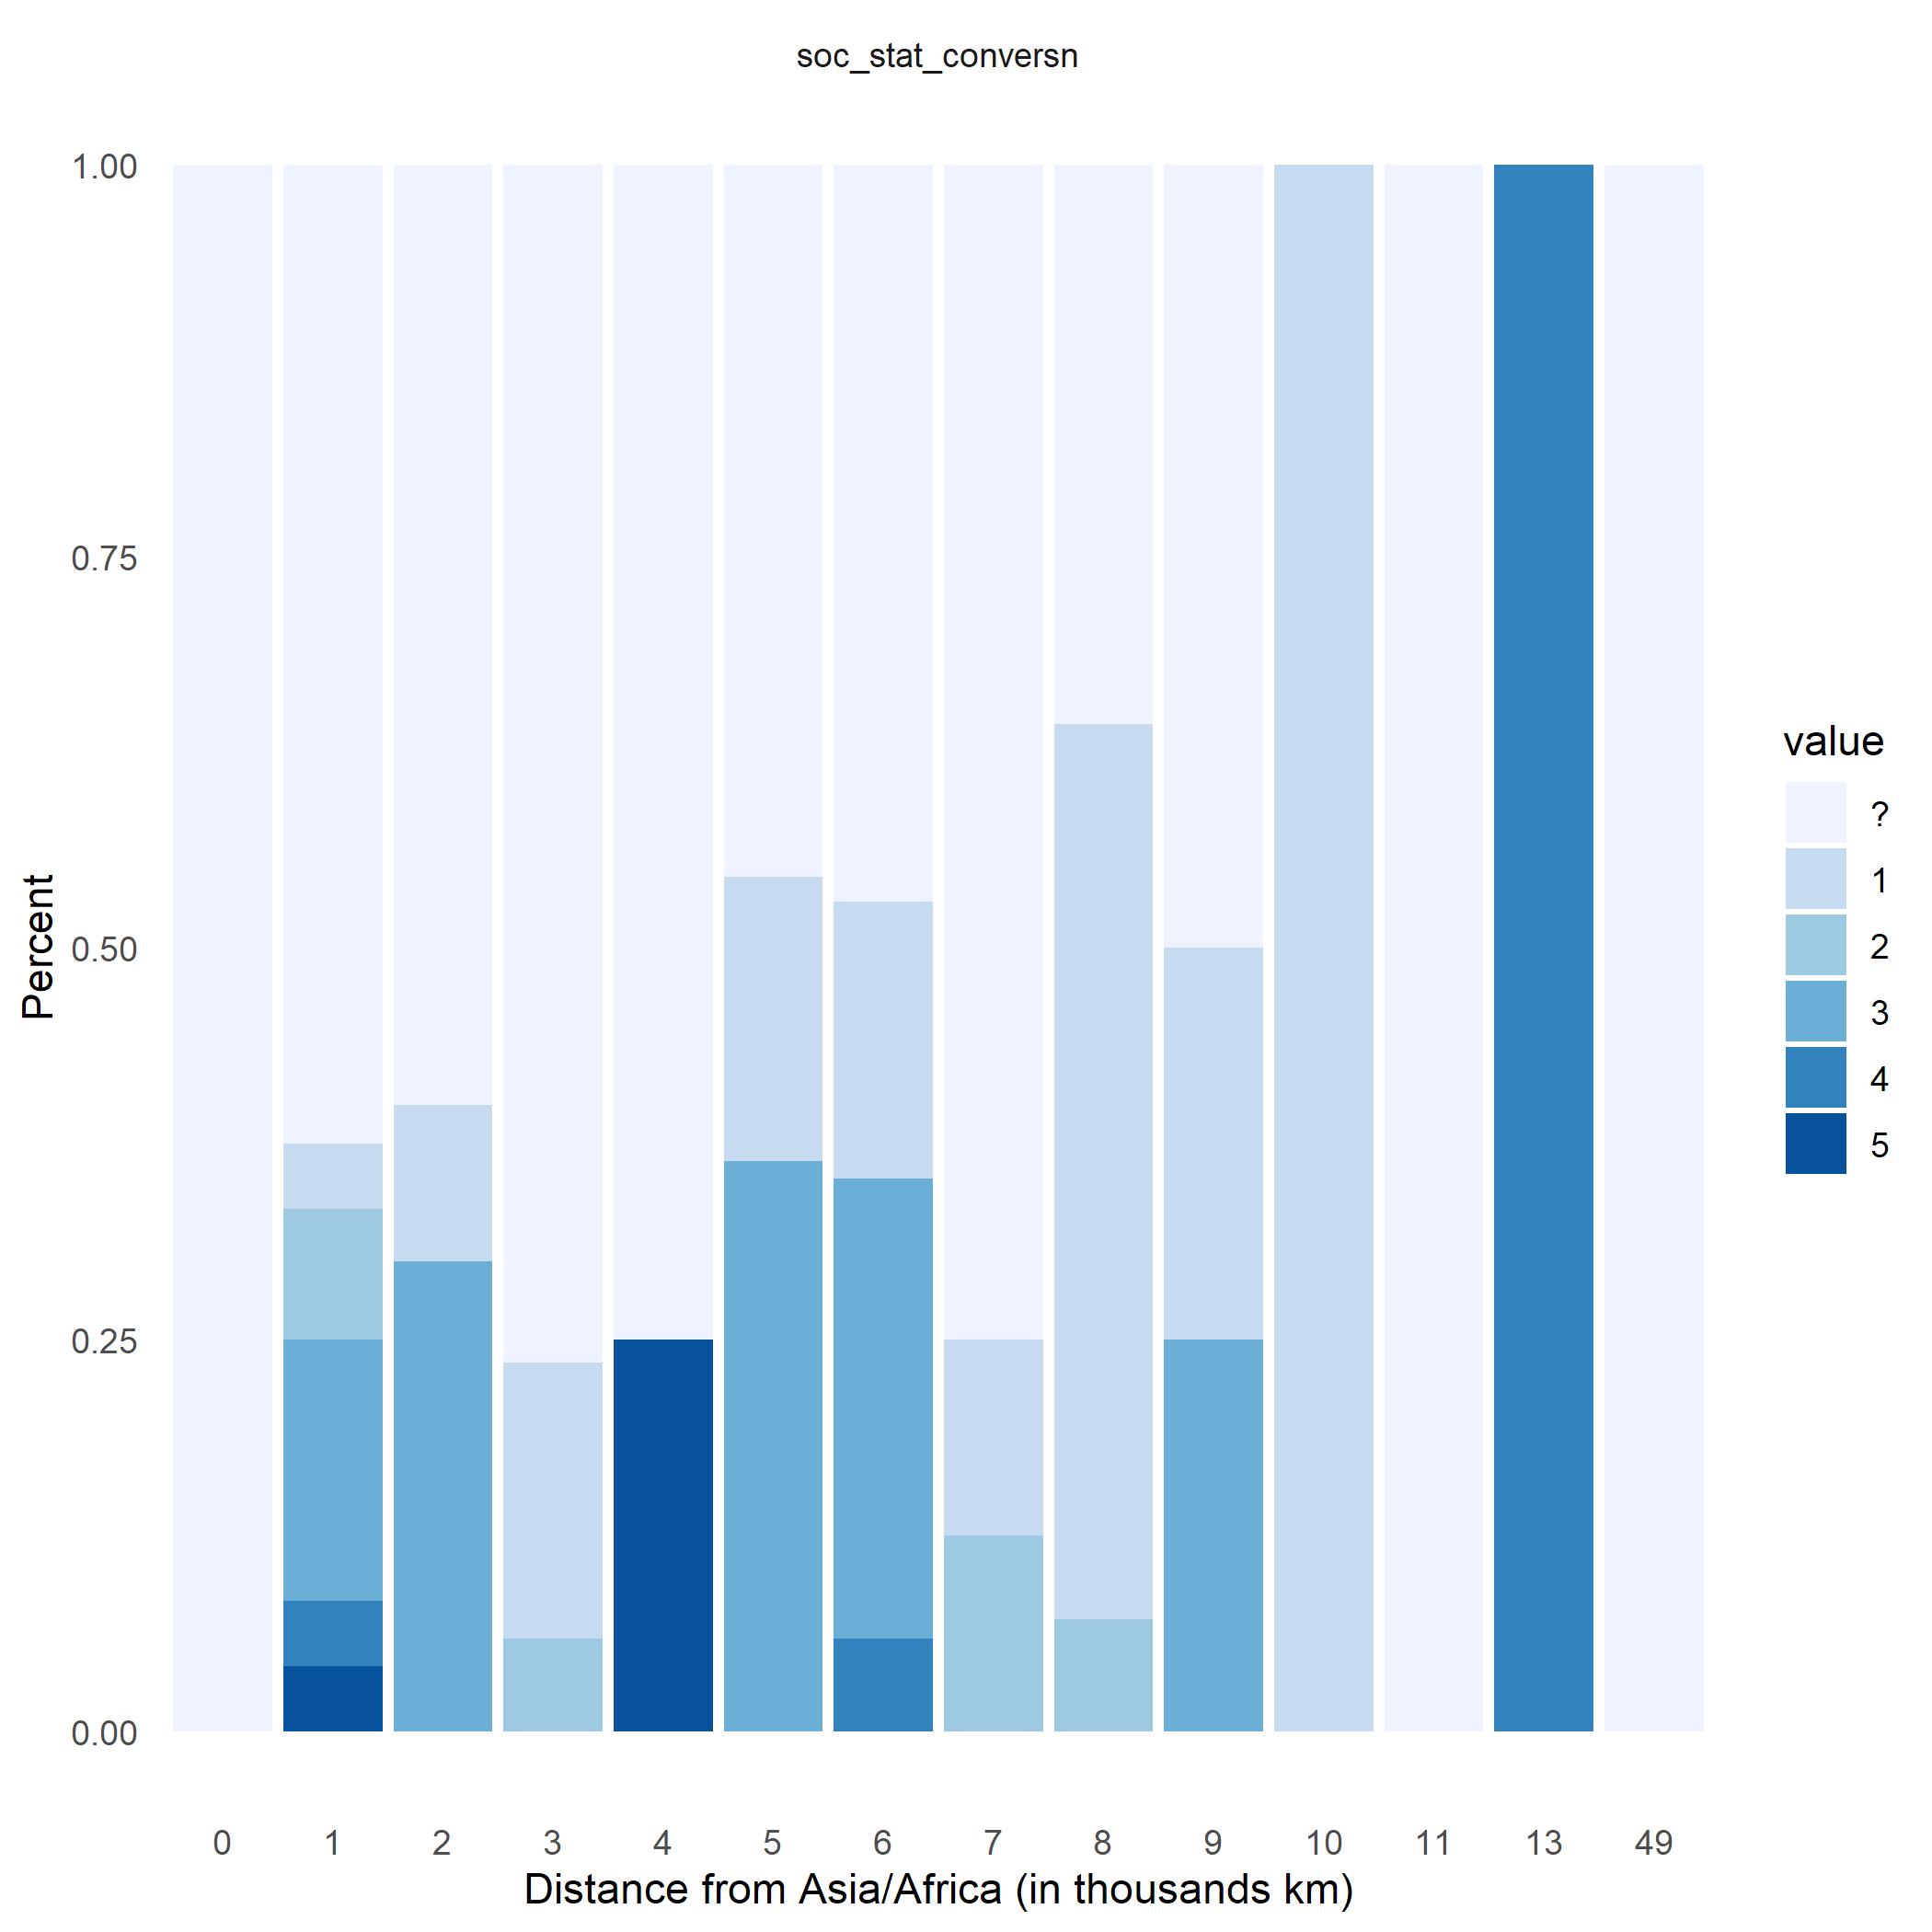 soc_stat_conversn
1.00
0.75
0.50
0.25
0.00
Percent
0 1 2 3 4 5 6 7 8 9 10 11 13 49
Distance from Asia/Africa (in thousands km)
value
?
1
2
3
4
5